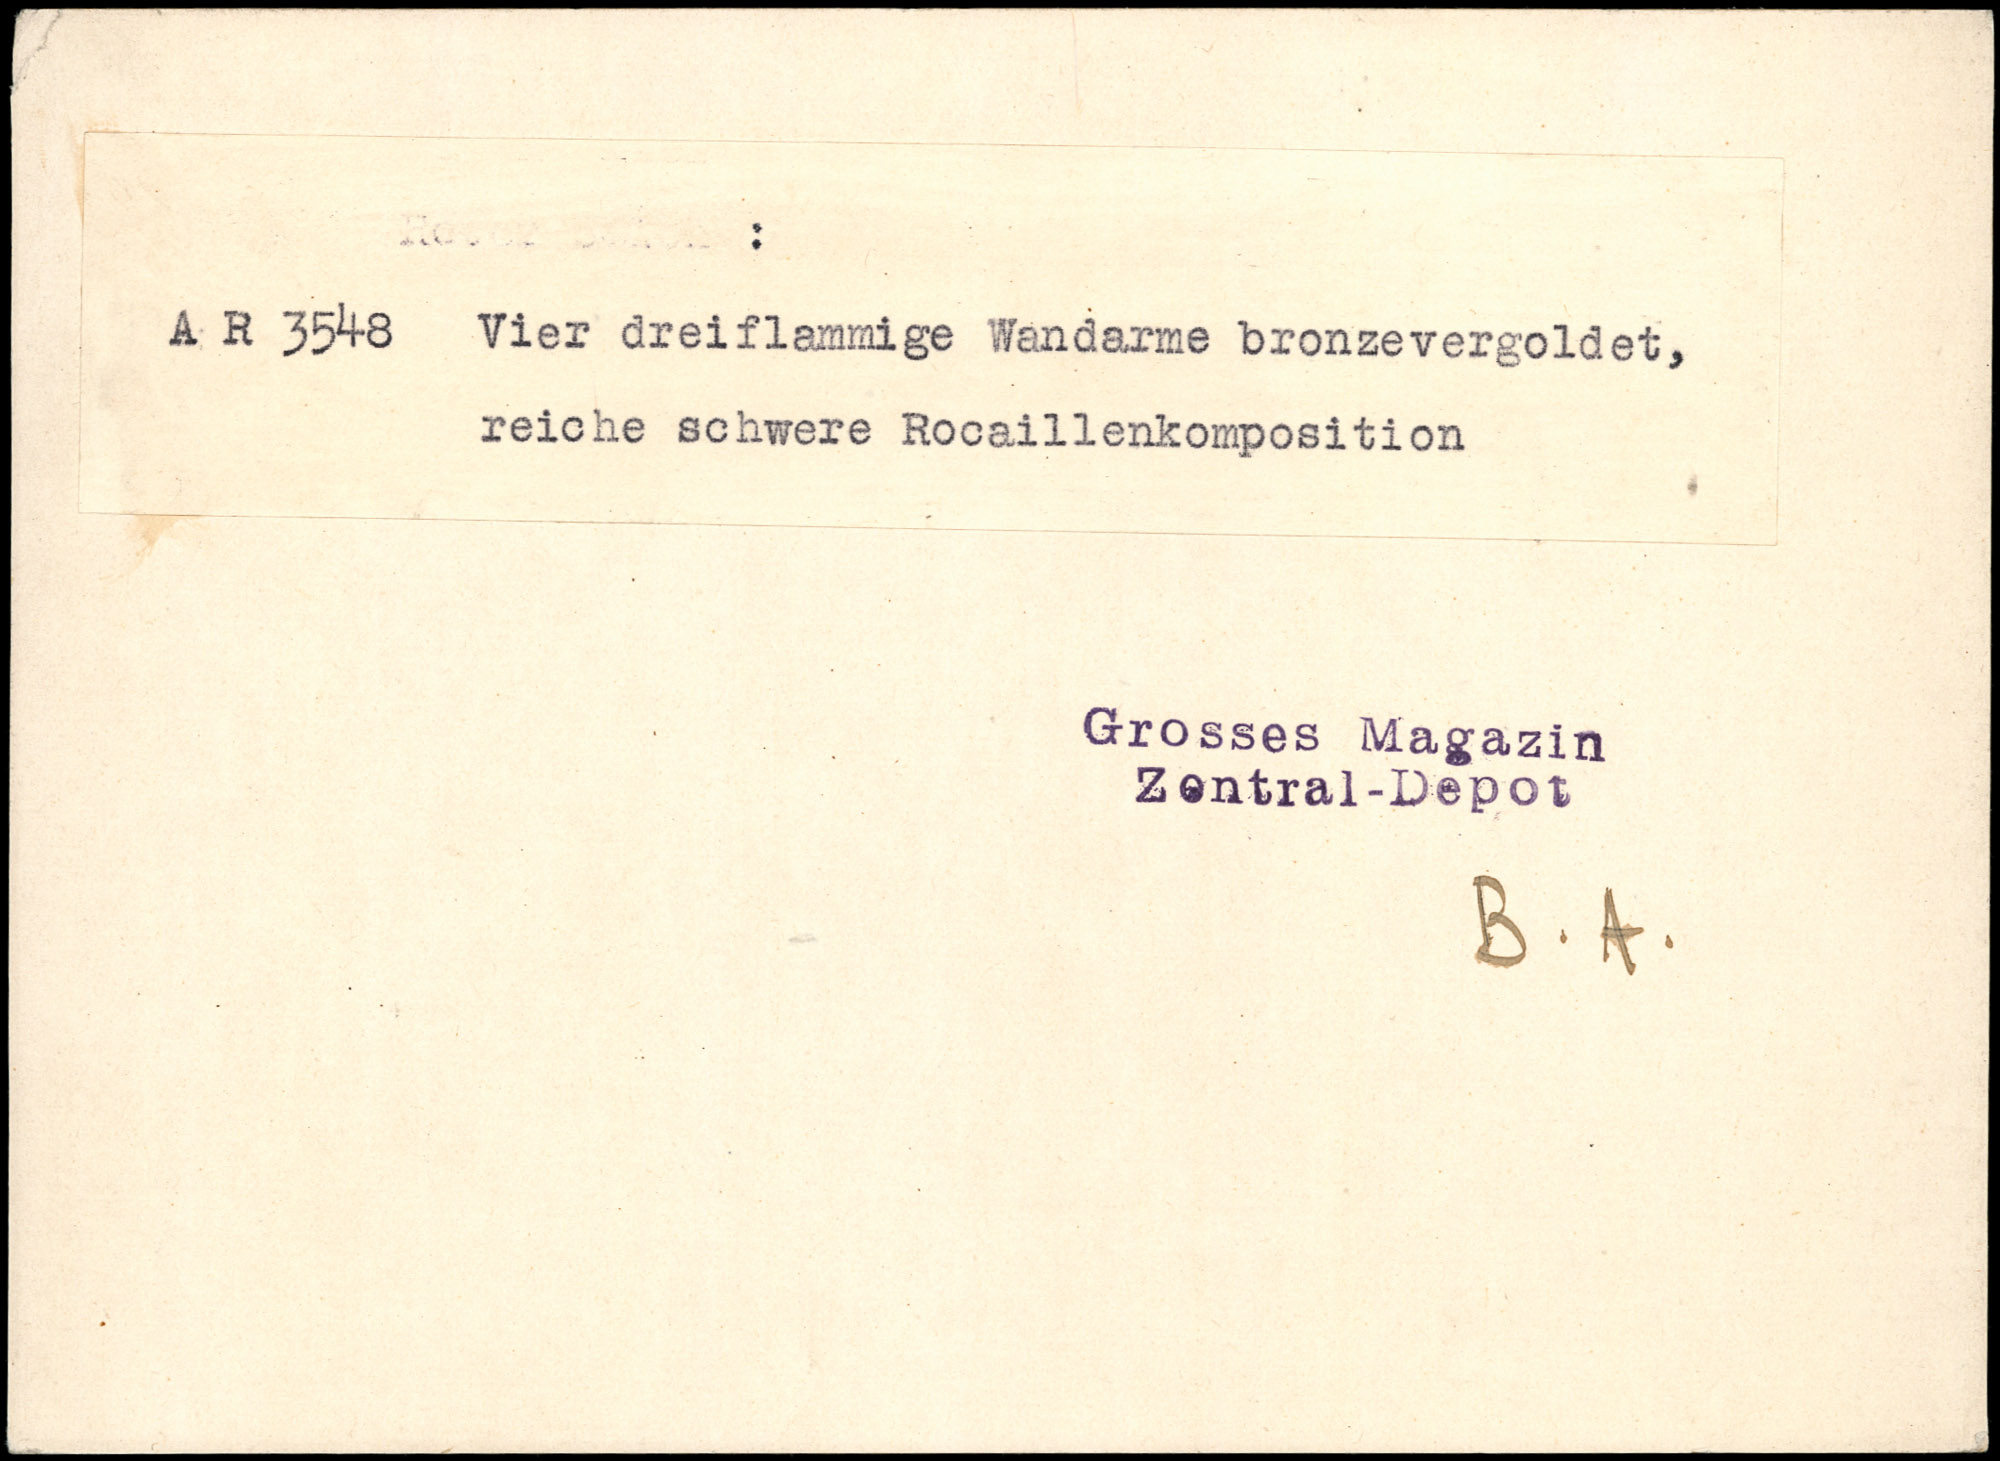 :
A R 3548 Vier dreiflammige Wandarme bronzevergoldet,
reiche schwere Rocaillenkomposition
Grosses Magazin
Zentral-Depot
B. A.